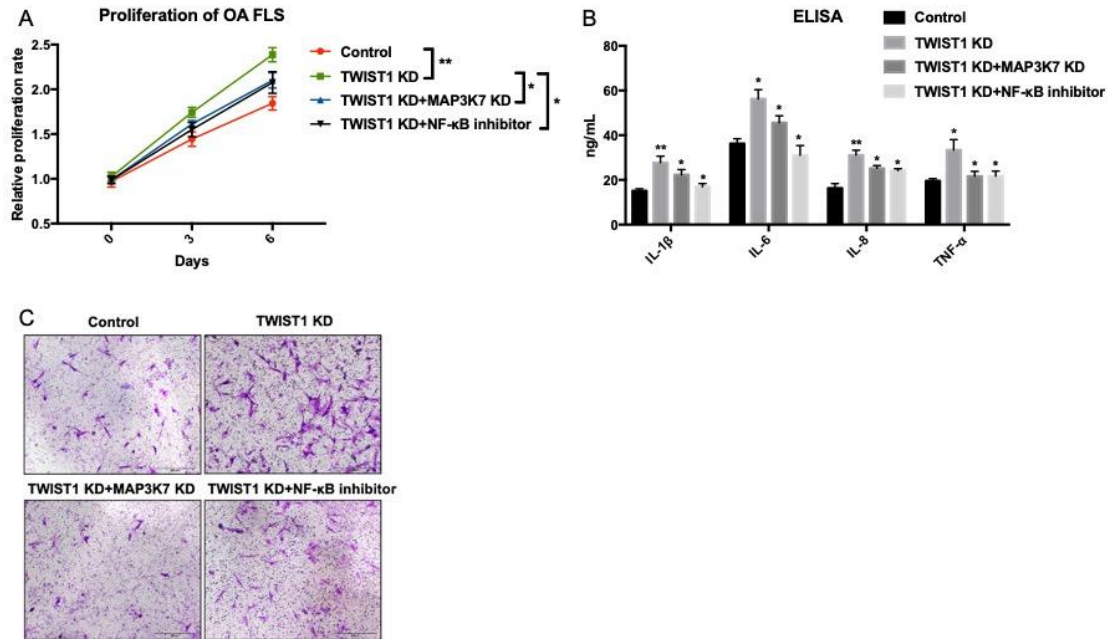 A
Proliferation of OA FLS
Relative proliferation rate
2.5
2.0
1.5
1.0
0.5
0
3
6
Days
Control
TWIST1 KD
TWIST1 KD+MAP3K7 KD
TWIST1 KD+NF-κB inhibitor
**
*
*
B
ELISA
Control
TWIST1 KD
TWIST1 KD+MAP3K7 KD
TWIST1 KD+NF-κB inhibitor
ng/mL
80
60
40
20
0
** * *
* * *
** * *
* * *
IL-1β
IL-6
IL-8
TNF-α
C
Control
TWIST1 KD
TWIST1 KD+MAP3K7 KD
TWIST1 KD+NF-κB inhibitor